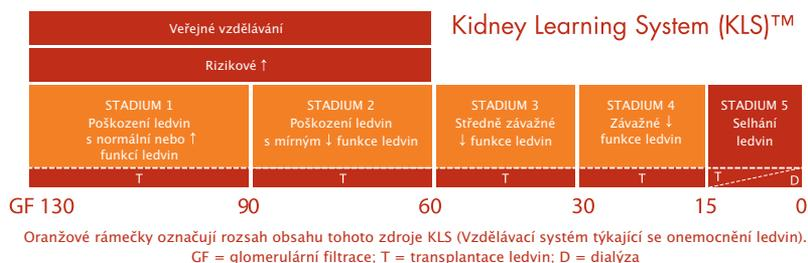 Veřejné vzdělávání
Kidney Learning System (KLS)™
Rizikové ↑
STADIUM 1
Poškození ledvin
s normální nebo ↑
funkcí ledvin
T
STADIUM 2
Poškození ledvin
s mírným ↓ funkce ledvin
T
STADIUM 3
Středně závažné
↓ funkce ledvin
T
STADIUM 4
Závažné ↓
funkce ledvin
T
STADIUM 5
Selhání
ledvin
T
D
GF 130 90 60 30 15 0
Oranžové rámečky označují rozsah obsahu tohoto zdroje KLS (Vzdělávací systém týkající se onemocnění ledvin).
GF = glomerulární filtrace; T = transplantace ledvin; D = dialýza